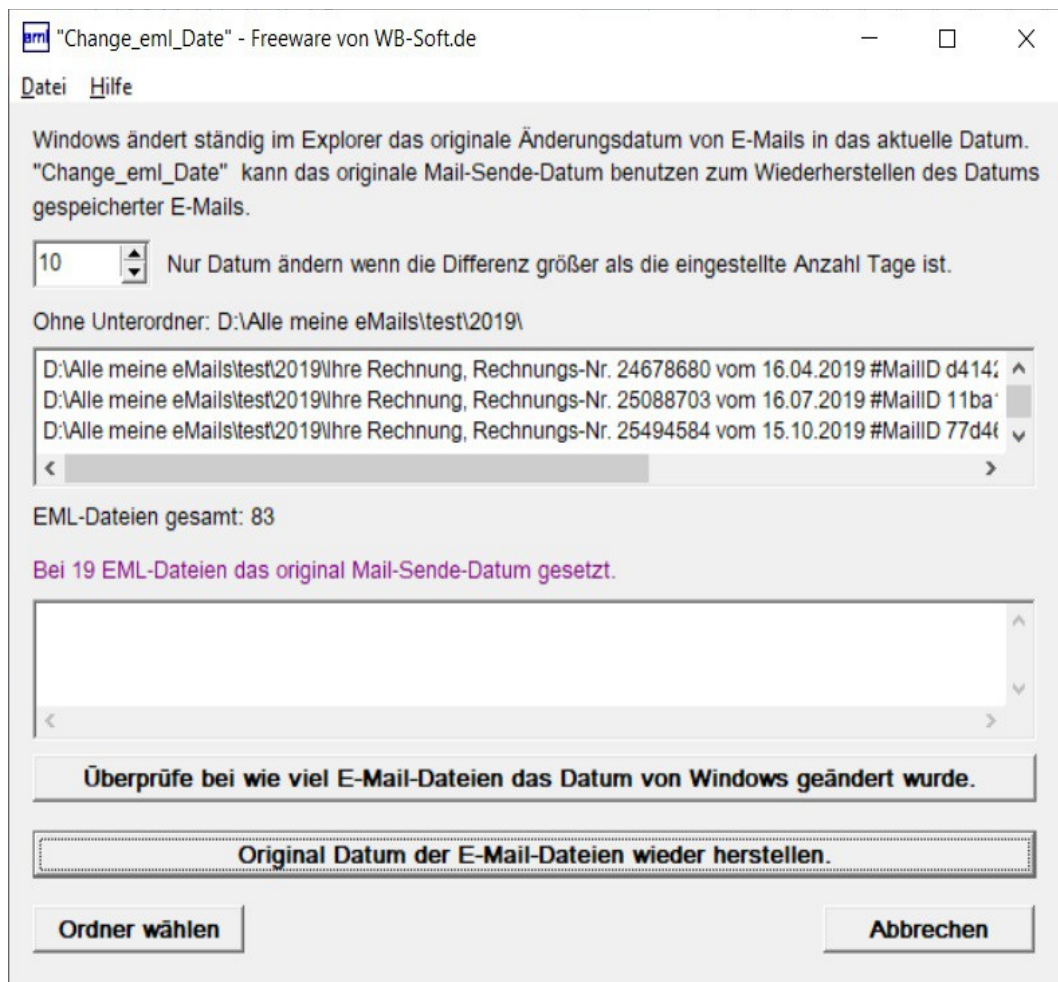 eml "Change_eml_Date" - Freeware von WB-Soft.de
Datei Hilfe
Windows ändert ständig im Explorer das originale Änderungsdatum von E-Mails in das aktuelle Datum.
"Change_eml_Date" kann das originale Mail-Sende-Datum benutzen zum Wiederherstellen des Datums
gespeicherter E-Mails.
10 Nur Datum ändern wenn die Differenz größer als die eingestellte Anzahl Tage ist.
Ohne Unterordner: D:\Alle meine eMails\test\2019\
D:\Alle meine eMails\test\2019\Ihre Rechnung, Rechnungs-Nr. 24678680 vom 16.04.2019 #MailID d4142
D:\Alle meine eMails\test\2019\Ihre Rechnung, Rechnungs-Nr. 25088703 vom 16.07.2019 #MailID 11ba1
D:\Alle meine eMails\test\2019\Ihre Rechnung, Rechnungs-Nr. 25494584 vom 15.10.2019 #MailID 77d46
EML-Dateien gesamt: 83
Bei 19 EML-Dateien das original Mail-Sende-Datum gesetzt.
Überprüfe bei wie viel E-Mail-Dateien das Datum von Windows geändert wurde.
Original Datum der E-Mail-Dateien wieder herstellen.
Ordner wählen Abbrechen